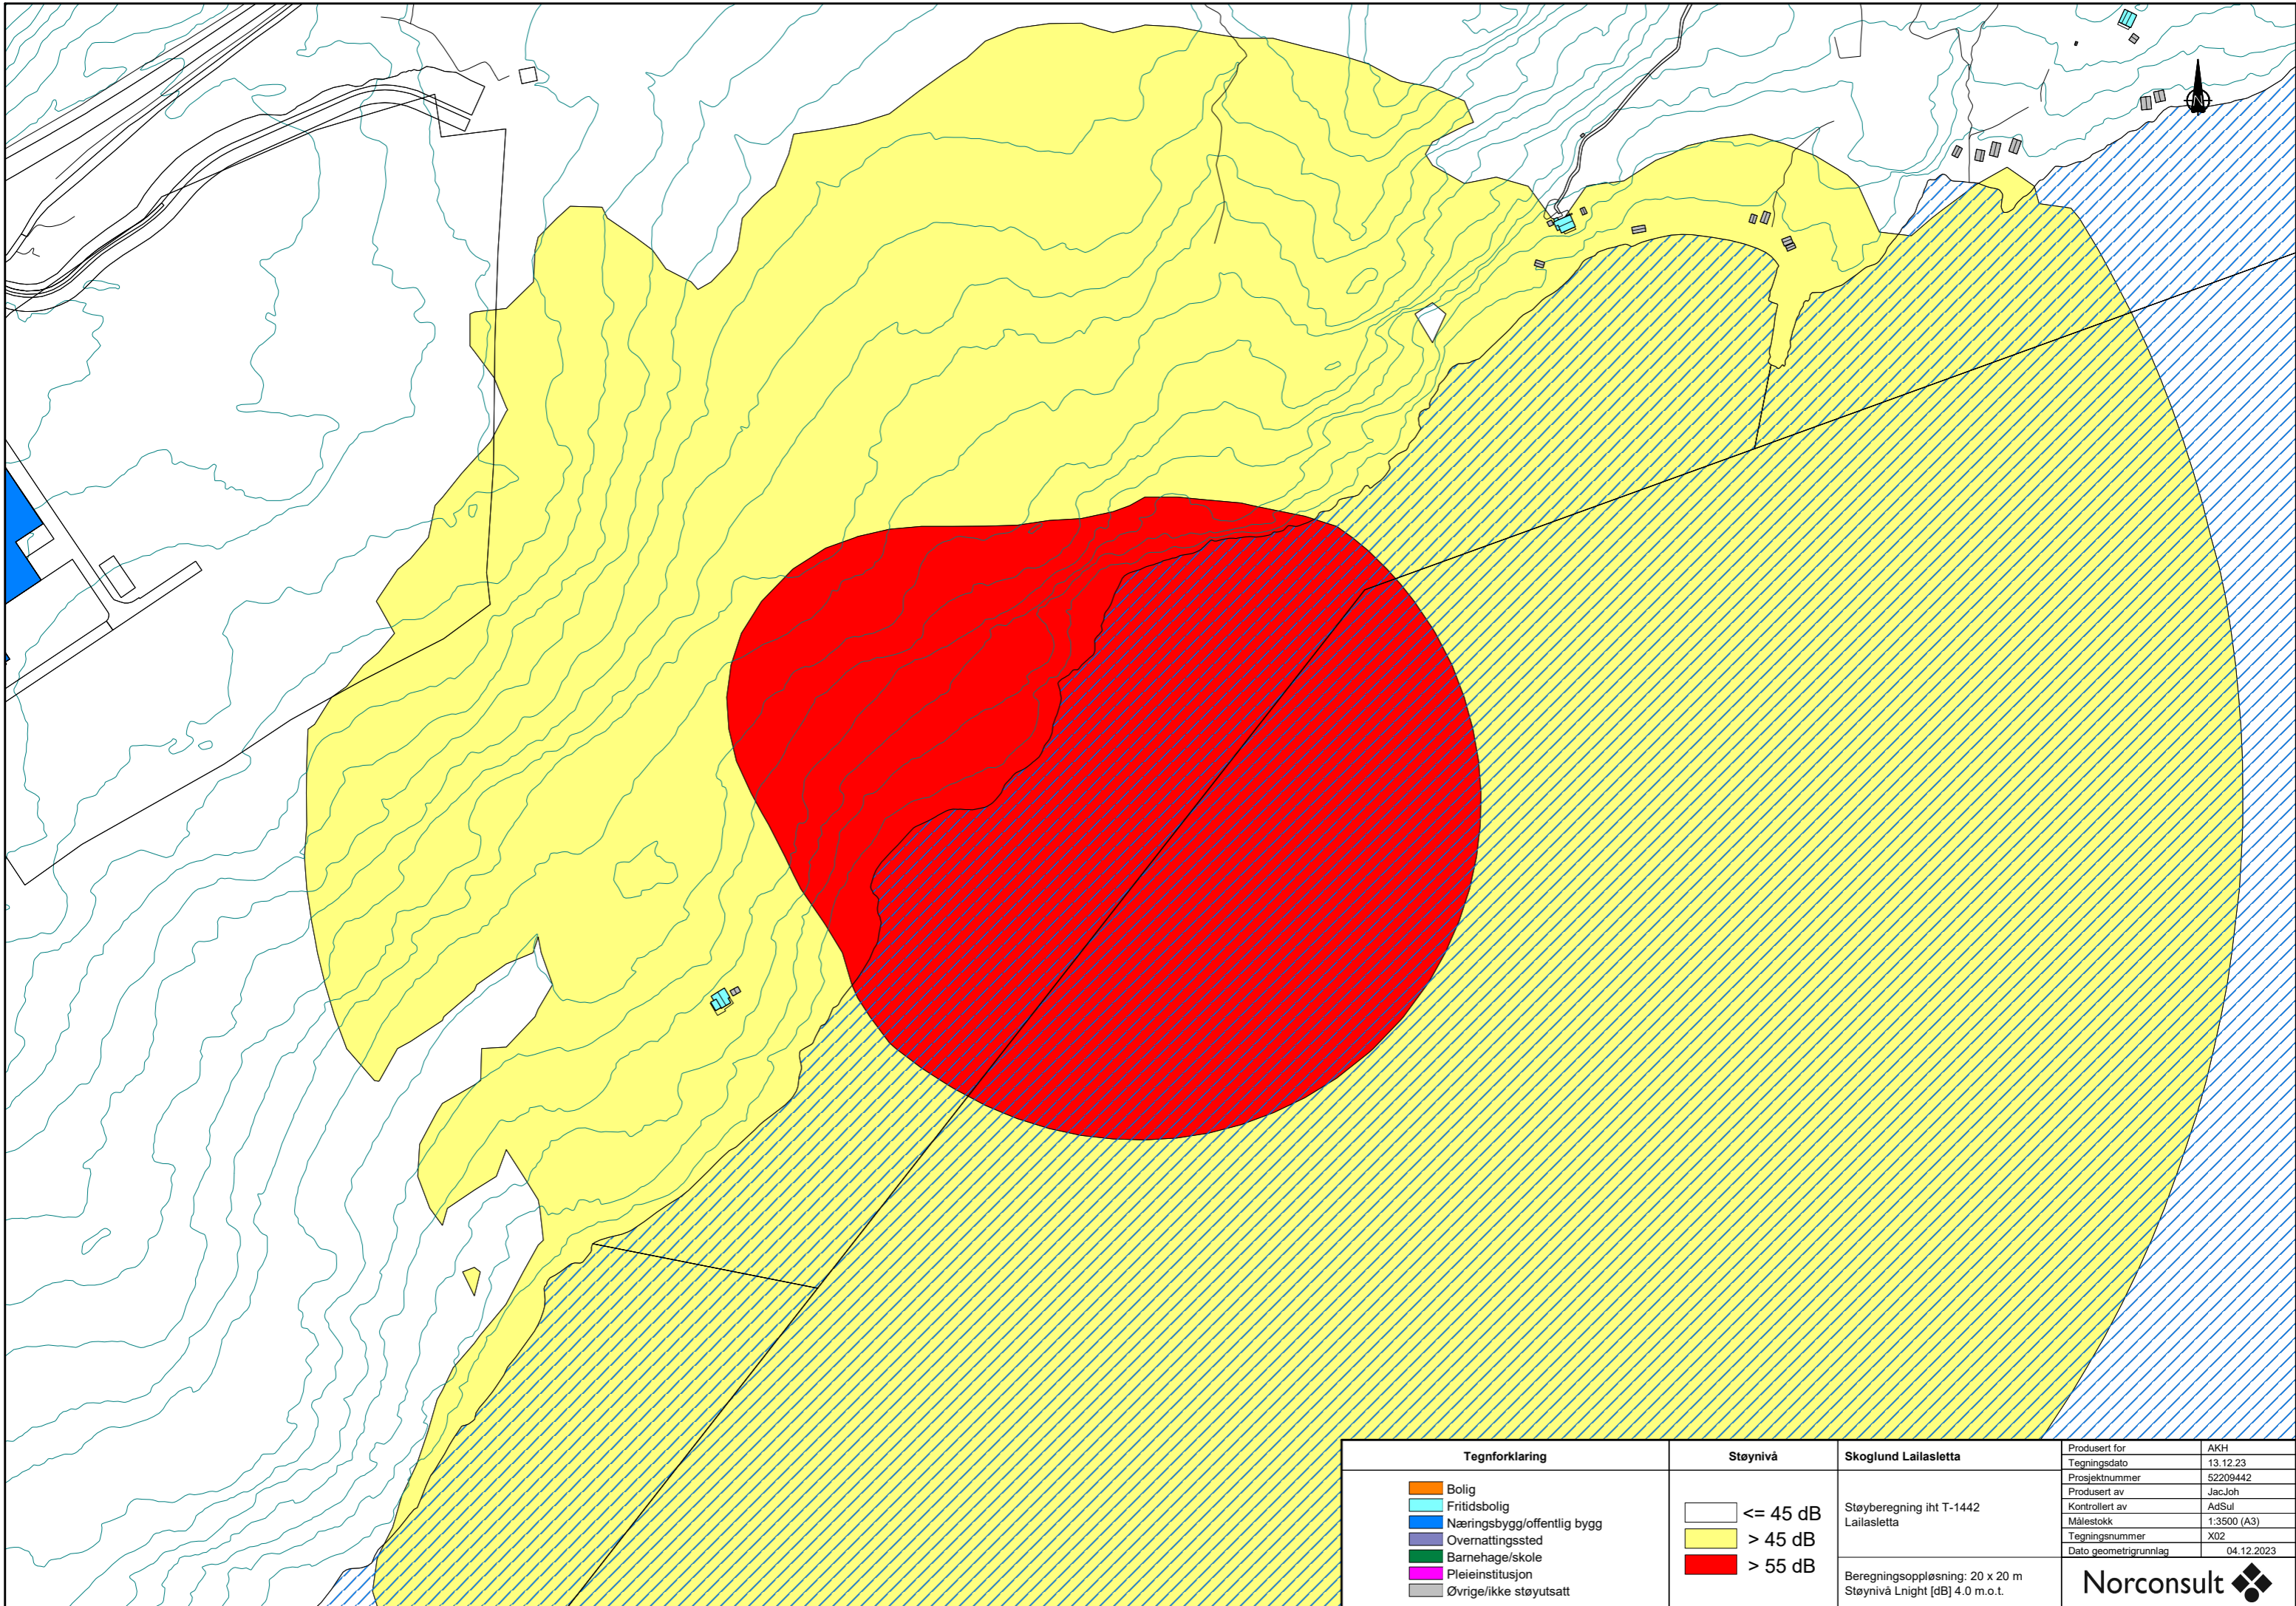 N
Tegnforklaring
Bolig
Fritidsbolig
Næringsbygg/offentlig bygg
Overnattingssted
Barnehage/skole
Pleieinstitusjon
Øvrige/ikke støyutsatt
Støynivå
<= 45 dB
> 45 dB
> 55 dB
Skoglund Lailasletta
Støyberegning iht T-1442
Lailasletta
Beregningsoppløsning: 20 x 20 m
Støynivå Lnight [dB] 4.0 m.o.t.
Produsert for AKH
Tegningsdato 13.12.23
Prosjektnummer 52209442
Produsert av JacJoh
Kontrollert av AdSul
Målestokk 1:3500 (A3)
Tegningsnummer X02
Dato geometrigrunnlag 04.12.2023
Norconsult